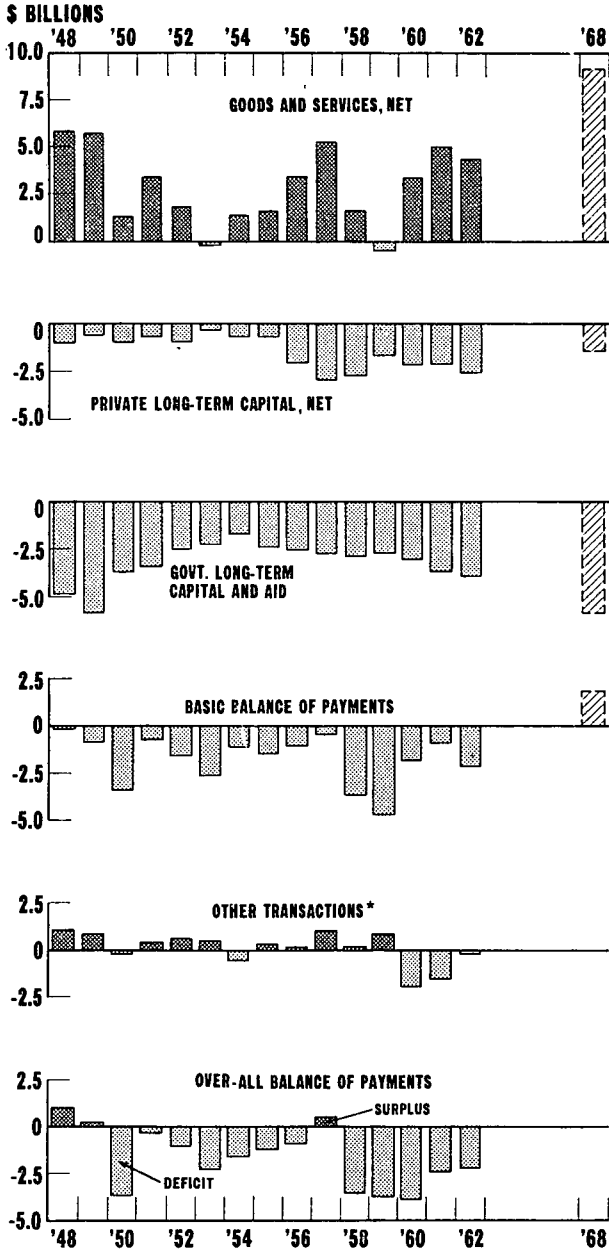 $ BILLIONS
'48 '50 '52 '54 '56 '58 '60 '62 '68
10.0
7.5
GOODS AND SERVICES, NET
5.0
2.5
0
0
-2.5
PRIVATE LONG-TERM CAPITAL, NET
-5.0
0
-2.5
GOVT. LONG-TERM
CAPITAL AND AID
-5.0
2.5
BASIC BALANCE OF PAYMENTS
0
-2.5
-5.0
2.5
OTHER TRANSACTIONS*
0
-2.5
OVER-ALL BALANCE OF PAYMENTS
2.5
SURPLUS
0
-2.5
DEFICIT
-5.0
'48 '50 '52 '54 '56 '58 '60 '62 '68